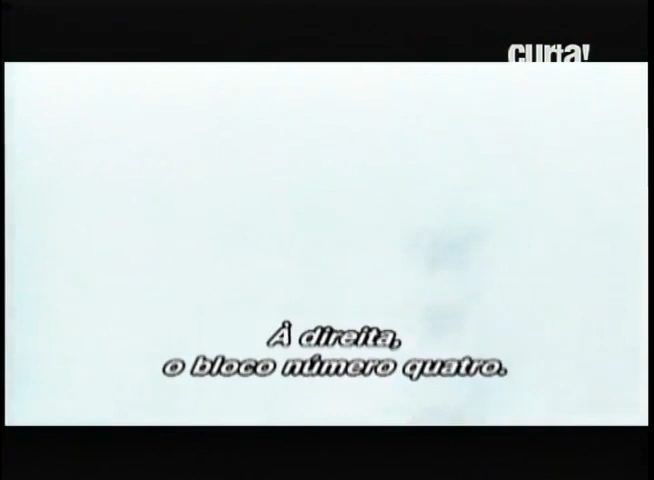 curta!
À direita,
o bloco número quatro.